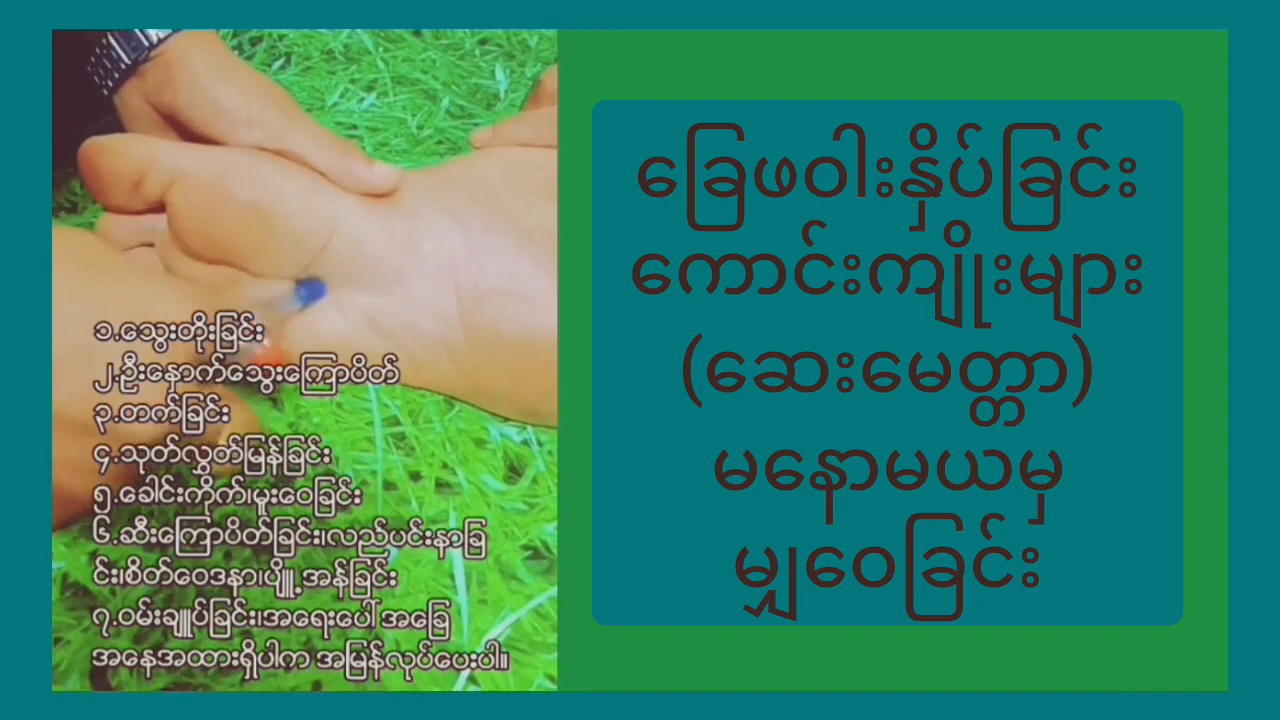 ၁.သွေးတိုးခြင်း
၂.ဦးနှောက်သွေးကြောပိတ်
၃.တက်ခြင်း
၄.သုတ်လွှတ်မြန်ခြင်း
၅.ခေါင်းကိုက်၊မူးဝေခြင်း
၆.ဆီးကြောပိတ်ခြင်း၊လည်ပင်းနာခြ
င်း၊စိတ်ဝေဒနာ၊ပျို့အန်ခြင်း
၇.ဝမ်းချူပ်ခြင်း၊အရေးပေါ်အခြေ
အနေအထားရှိပါက အမြန်လုပ်ပေးပါ။
ခြေဖဝါးနှိပ်ခြင်း
ကောင်းကျိုးများ
(ဆေးမေတ္တာ)
မနောမယမှ
မျှဝေခြင်း